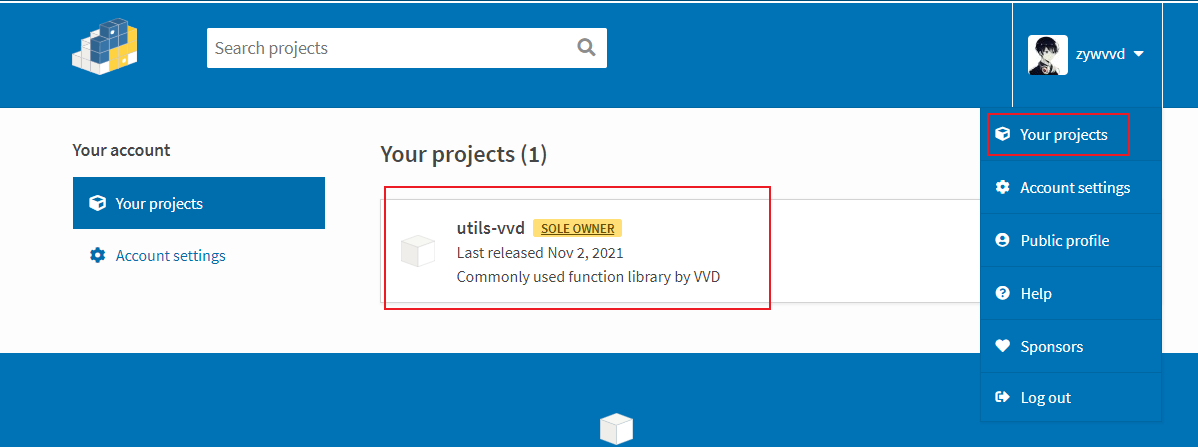 Search projects
zywvvd
Your projects
Account settings
Public profile
Help
Sponsors
Log out
Your account
Your projects
Account settings
Your projects (1)
utils-vvd SOLE OWNER
Last released Nov 2, 2021
Commonly used function library by VVD